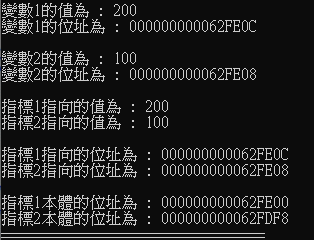 變數1的值為 : 200
變數1的位址為 : 000000000062FE0C
變數2的值為 : 100
變數2的位址為 : 000000000062FE08
指標1指向的值為 : 200
指標2指向的值為 : 100
指標1指向的位址為 : 000000000062FE0C
指標2指向的位址為 : 000000000062FE08
指標1本體的位址為 : 000000000062FE00
指標2本體的位址為 : 000000000062FDF8